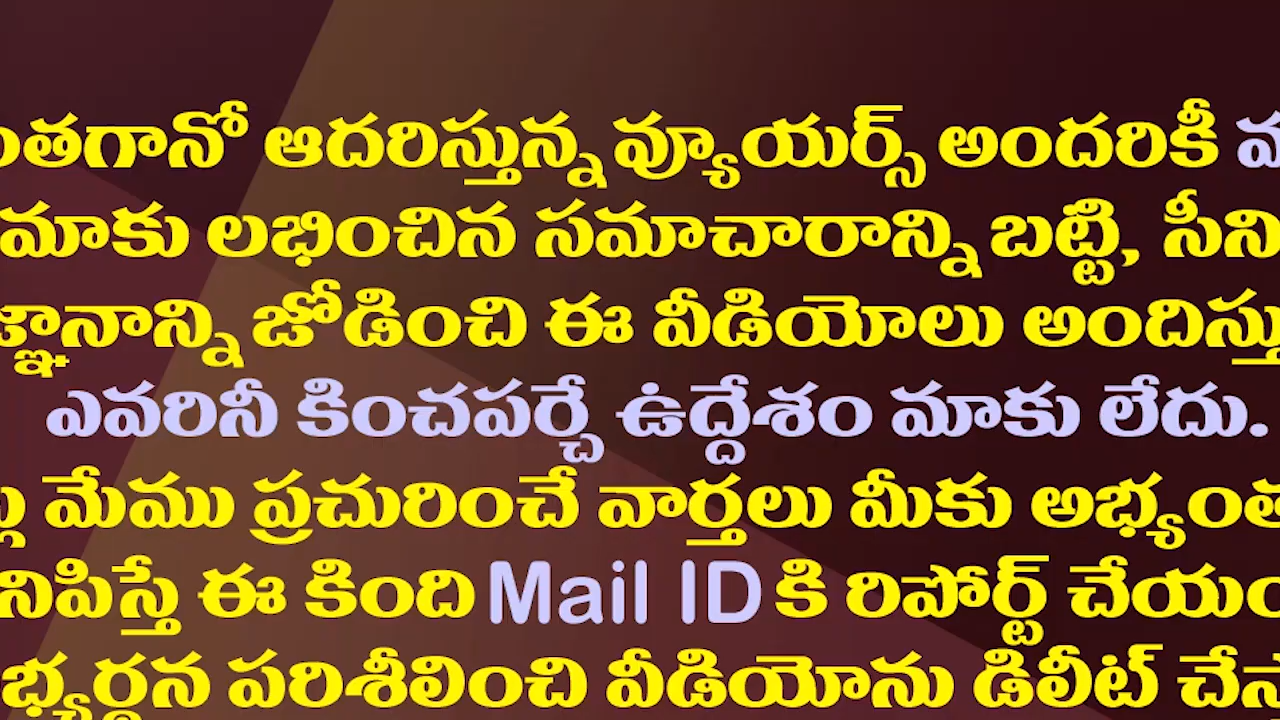 ంతగానో ఆదరిస్తున్న వ్యూయర్స్ అందరికీ
మాకు లభించిన సమాచారాన్ని బట్టి, సీని
జ్ఞానాన్ని జోడించి ఈ వీడియోలు అందిస్తు
ఎవరినీ కించపర్చే ఉద్దేశం మాకు లేదు.
మేము ప్రచురించే వార్తలు మీకు అభ్యంత
నిపిస్తే ఈ కింది Mail ID కి రిపోర్ట్ చేయం
భ్యర్థన పరిశీలించి వీడియోను డిలీట్ చేస